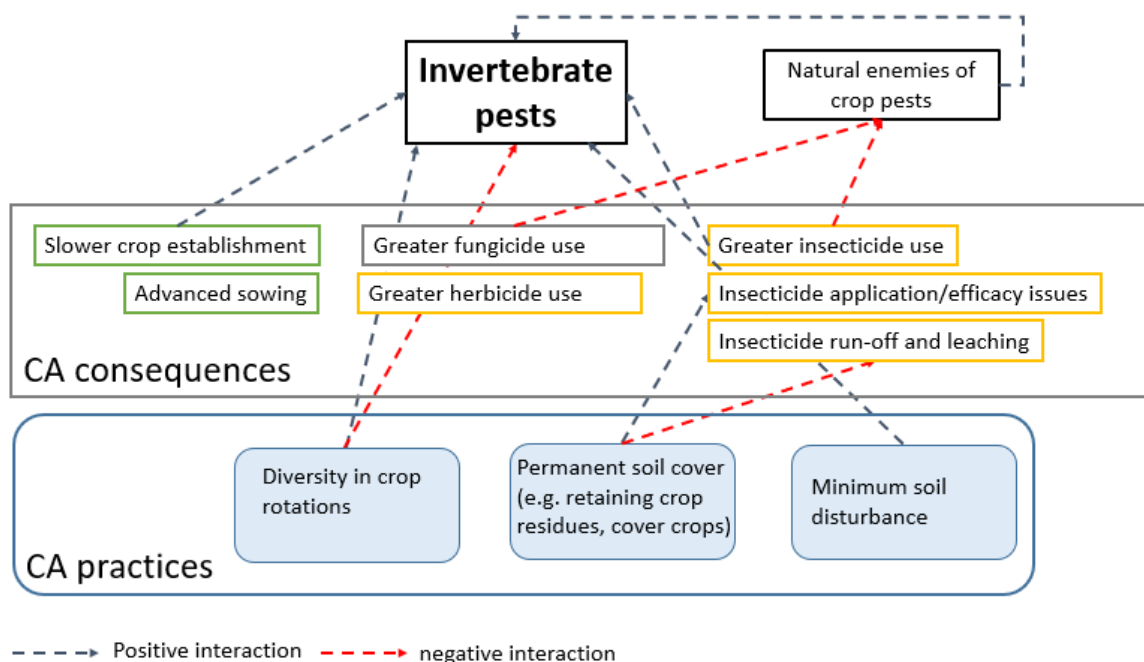 Invertebrate
pests
Natural enemies of
crop pests
Slower crop establishment
Advanced sowing
Greater fungicide use
Greater herbicide use
Greater insecticide use
Insecticide application/efficacy issues
Insecticide run-off and leaching
CA consequences
Diversity in crop
rotations
Permanent soil cover
(e.g. retaining crop
residues, cover crops)
Minimum soil
disturbance
CA practices
Positive interaction
negative interaction